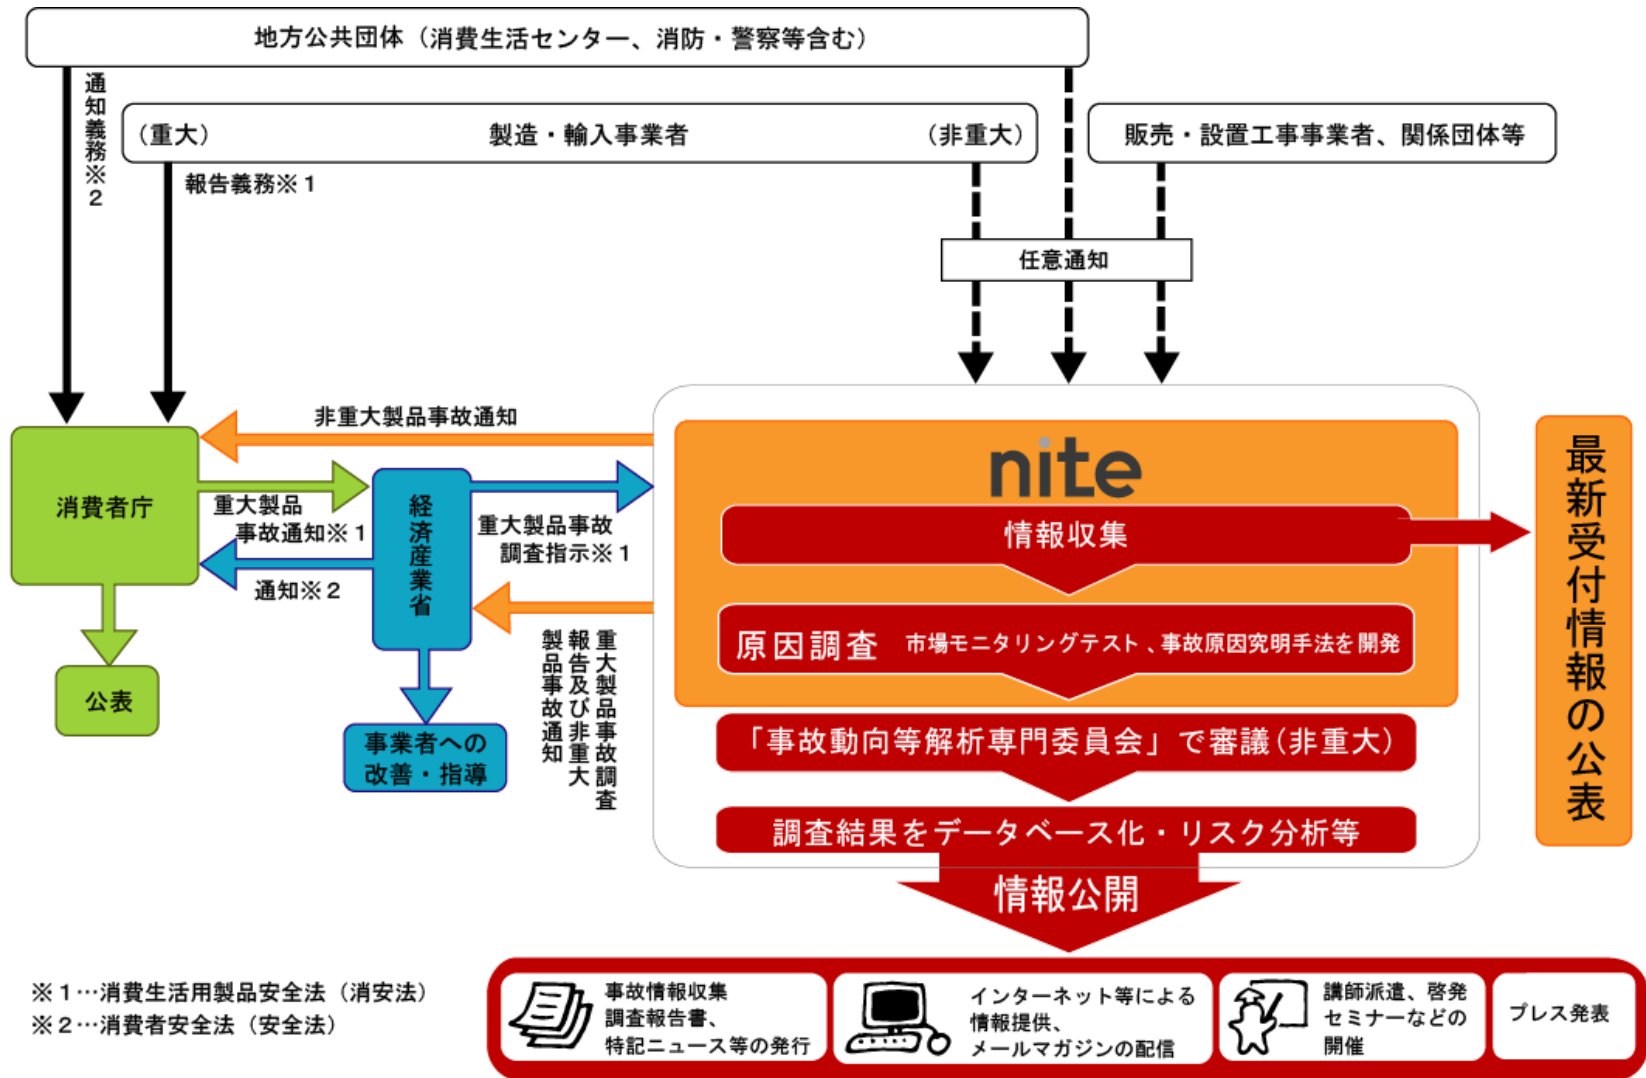 地方公共団体（消費生活センター、消防・警察等含む）
通知義務※２
（重大）
製造・輸入事業者
（非重大）
販売・設置工事事業者、関係団体等
報告義務※１
任意通知
非重大製品事故通知
消費者庁
重大製品
事故通知※１
通知※２
公表
経済産業省
重大製品事故
調査指示※１
重大製品事故調査
報告及び非重大
製品事故通知
事業者への
改善・指導
nite
情報収集
原因調査 市場モニタリングテスト、事故原因究明手法を開発
「事故動向等解析専門委員会」で審議（非重大）
調査結果をデータベース化・リスク分析等
情報公開
最新受付情報の公表
※１…消費生活用製品安全法（消安法）
※２…消費者安全法（安全法）
事故情報収集
調査報告書、
特記ニュース等の発行
インターネット等による
情報提供、
メールマガジンの配信
講師派遣、啓発
セミナーなどの
開催
プレス発表